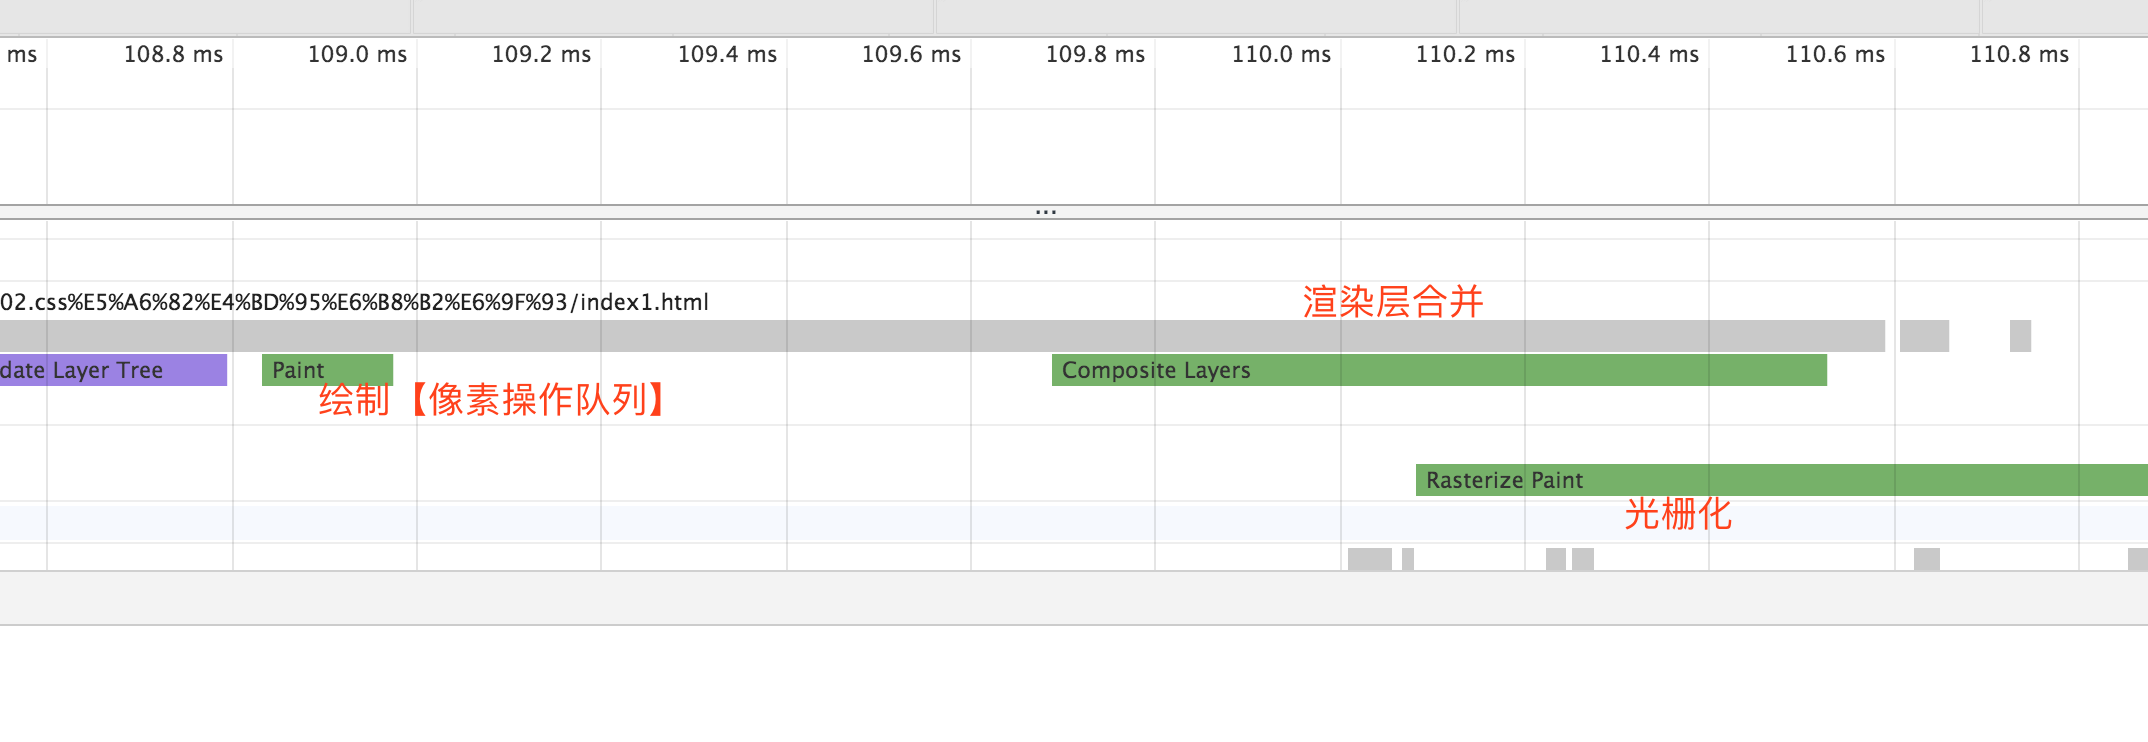 ms 108.8 ms 109.0 ms 109.2 ms 109.4 ms 109.6 ms 109.8 ms 110.0 ms 110.2 ms 110.4 ms 110.6 ms 110.8 ms
...
02.css%E5%A6%82%E4%BD%95%E6%B8%B2%E6%9F%93/index1.html 渲染层合并
date Layer Tree Paint Composite Layers
绘制【像素操作队列】
Rasterize Paint
光栅化